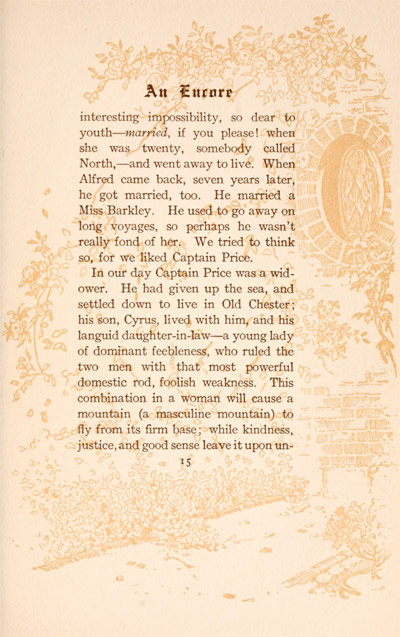 An Encore
interesting impossibility, so dear to
youth—married, if you please! when
she was twenty, somebody called
North,—and went away to live. When
Alfred came back, seven years later,
he got married, too. He married a
Miss Barkley. He used to go away on
long voyages, so perhaps he wasn't
really fond of her. We tried to think
so, for we liked Captain Price.
In our day Captain Price was a wid-
ower. He had given up the sea, and
settled down to live in Old Chester;
his son, Cyrus, lived with him, and his
languid daughter-in-law—a young lady
of dominant feebleness, who ruled the
two men with that most powerful
domestic rod, foolish weakness. This
combination in a woman will cause a
mountain (a masculine mountain) to
fly from its firm base; while kindness,
justice, and good sense leave it upon un-
15